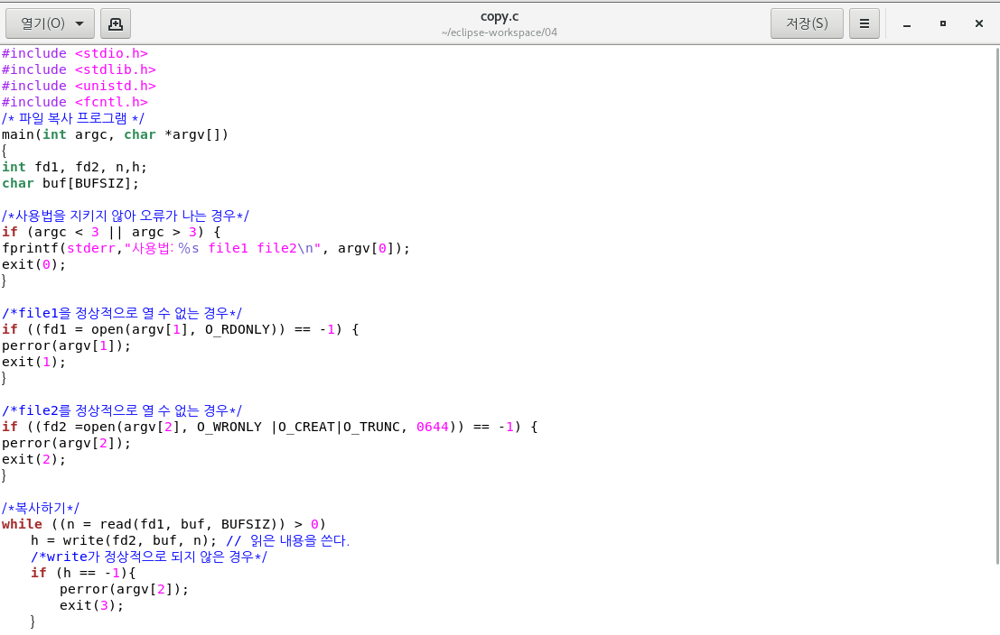 열기(O)
copy.c
~/eclipse-workspace/04
저장(S)
#include <stdio.h>
#include <stdlib.h>
#include <unistd.h>
#include <fcntl.h>
/* 파일 복사 프로그램 */
main(int argc, char *argv[])
{
int fd1, fd2, n,h;
char buf[BUFSIZ];
/*사용법을 지키지 않아 오류가 나는 경우*/
if (argc < 3 || argc > 3) {
fprintf(stderr,"사용법: %s file1 file2\n", argv[0]);
exit(0);
}
/*file1을 정상적으로 열 수 없는 경우*/
if ((fd1 = open(argv[1], O_RDONLY)) == -1) {
perror(argv[1]);
exit(1);
}
/*file2를 정상적으로 열 수 없는 경우*/
if ((fd2 =open(argv[2], O_WRONLY |O_CREAT|O_TRUNC, 0644)) == -1) {
perror(argv[2]);
exit(2);
}
/*복사하기*/
while ((n = read(fd1, buf, BUFSIZ)) > 0)
h = write(fd2, buf, n); // 읽은 내용을 쓴다.
/*write가 정상적으로 되지 않은 경우*/
if (h == -1){
perror(argv[2]);
exit(3);
}